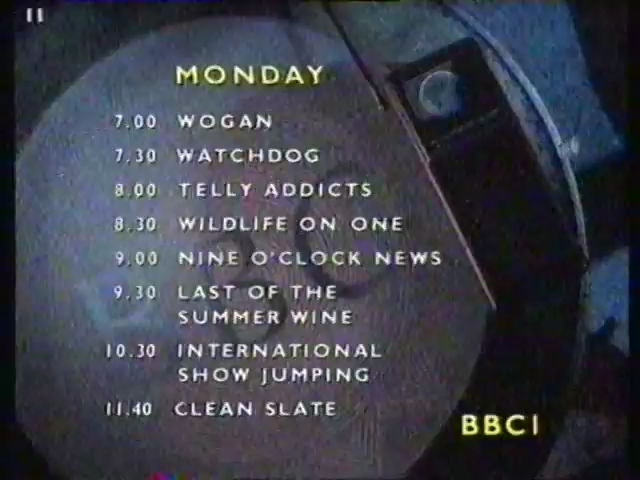 MONDAY
7.00 WOGAN
7.30 WATCHDOG
8.00 TELLY ADDICTS
8.30 WILDLIFE ON ONE
9.00 NINE O'CLOCK NEWS
9.30 LAST OF THE
SUMMER WINE
10.30 INTERNATIONAL
SHOW JUMPING
11.40 CLEAN SLATE
BBC1